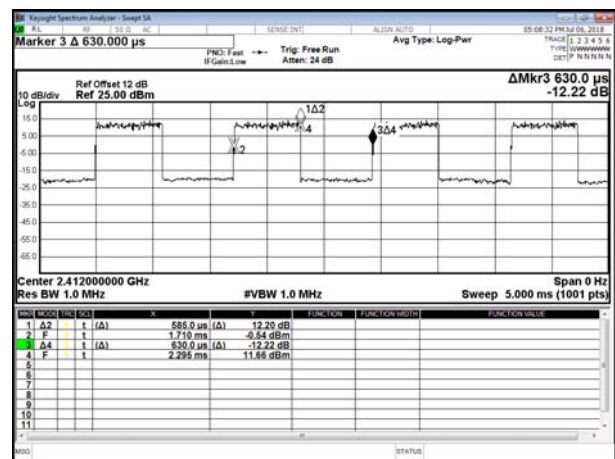 Keysight Spectrum Analyzer - Swept SA
RL RF 50 Ω AC SENSE:INT ALIGN AUTO 05:08:32 PM Jul 06, 2018
Marker 3 Δ 630.000 µs PNO: Fast Trig: Free Run Avg Type: Log-Pwr TRACE 1 2 3 4 5 6
IFGain:Low Atten: 24 dB TYPE WWWWWW
DET P N N N N N
Ref Offset 12 dB ΔMkr3 630.0 µs
10 dB/div Ref 25.00 dBm -12.22 dB
Log
15.0 1Δ2
5.00 4 3Δ4
-5.00 2
-15.0
-25.0
-35.0
-45.0
-55.0
-65.0
Center 2.412000000 GHz Span 0 Hz
Res BW 1.0 MHz #VBW 1.0 MHz Sweep 5.000 ms (1001 pts)
MKR MODE TRC SCL X Y FUNCTION FUNCTION WIDTH FUNCTION VALUE
1 Δ2 1 t (Δ) 585.0 µs (Δ) 12.20 dB
2 F 1 t 1.710 ms -0.54 dBm
3 Δ4 1 t (Δ) 630.0 µs (Δ) -12.22 dB
4 F 1 t 2.295 ms 11.66 dBm
5
6
7
8
9
10
11
MSG STATUS